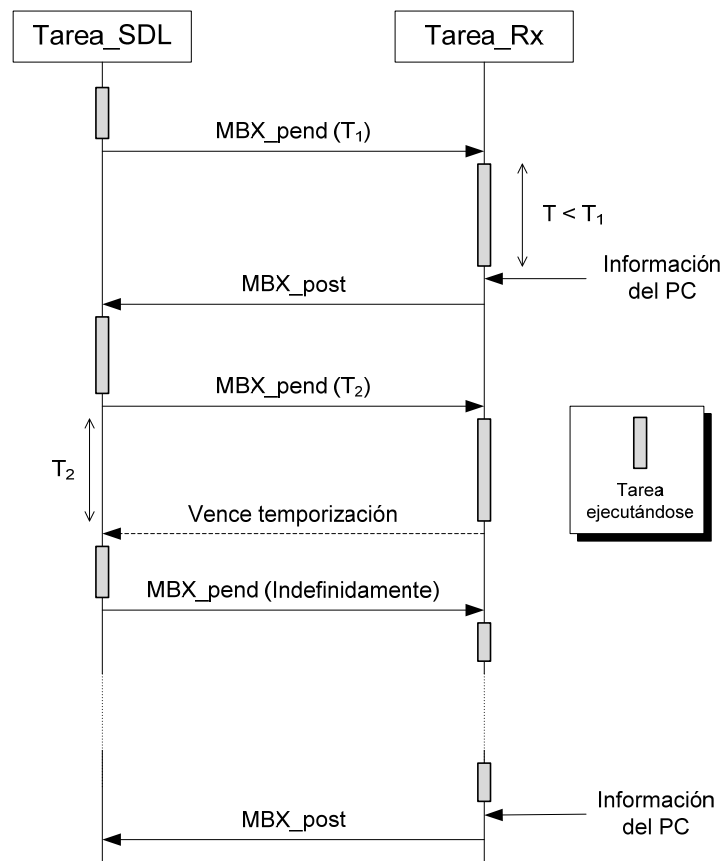 Tarea_SDL
Tarea_Rx
MBX_pend (T₁)
T < T₁
Información
del PC
MBX_post
MBX_pend (T₂)
T₂
Tarea
ejecutándose
Vence temporización
MBX_pend (Indefinidamente)
Información
del PC
MBX_post